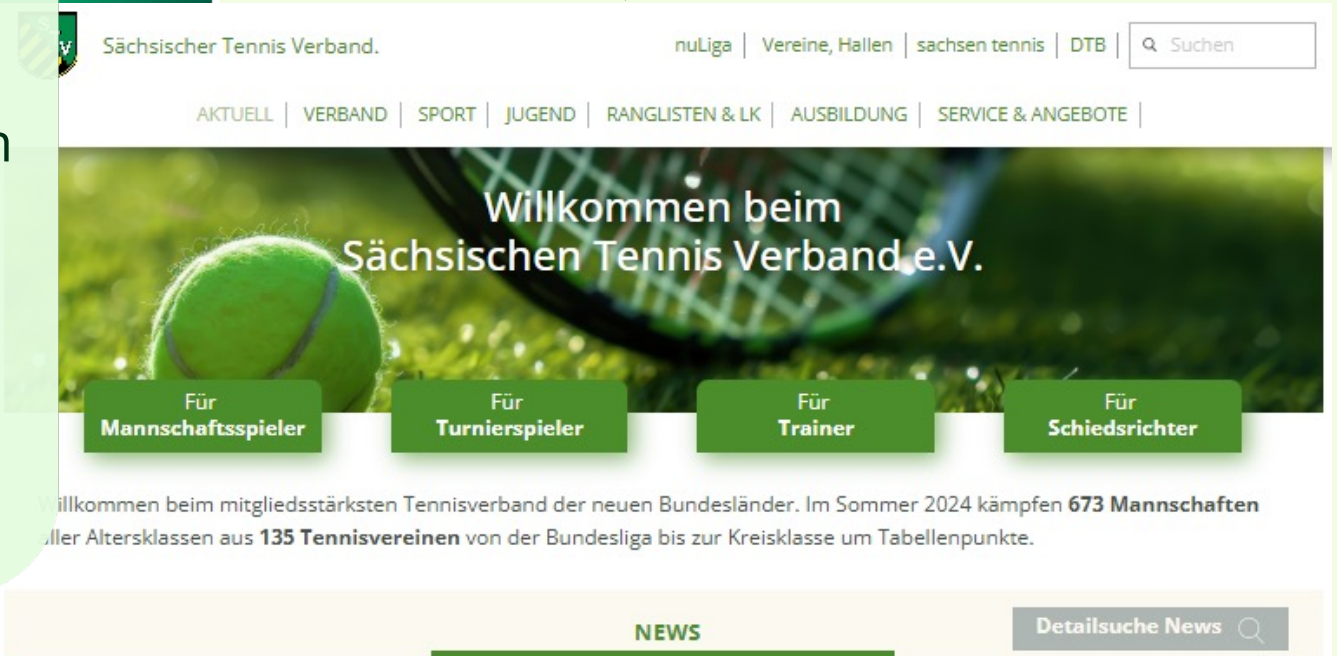 Sächsischer Tennis Verband.
nuLiga | Vereine, Hallen | sachsen tennis | DTB | Suchen
AKTUELL | VERBAND | SPORT | JUGEND | RANGLISTEN & LK | AUSBILDUNG | SERVICE & ANGEBOTE |
n
Willkommen beim
Sächsischen Tennis Verband e.V.
Für
Mannschaftsspieler
Für
Turnierspieler
Für
Trainer
Für
Schiedsrichter
Willkommen beim mitgliedsstärksten Tennisverband der neuen Bundesländer. Im Sommer 2024 kämpfen 673 Mannschaften
aller Altersklassen aus 135 Tennisvereinen von der Bundesliga bis zur Kreisklasse um Tabellenpunkte.
NEWS
Detailsuche News